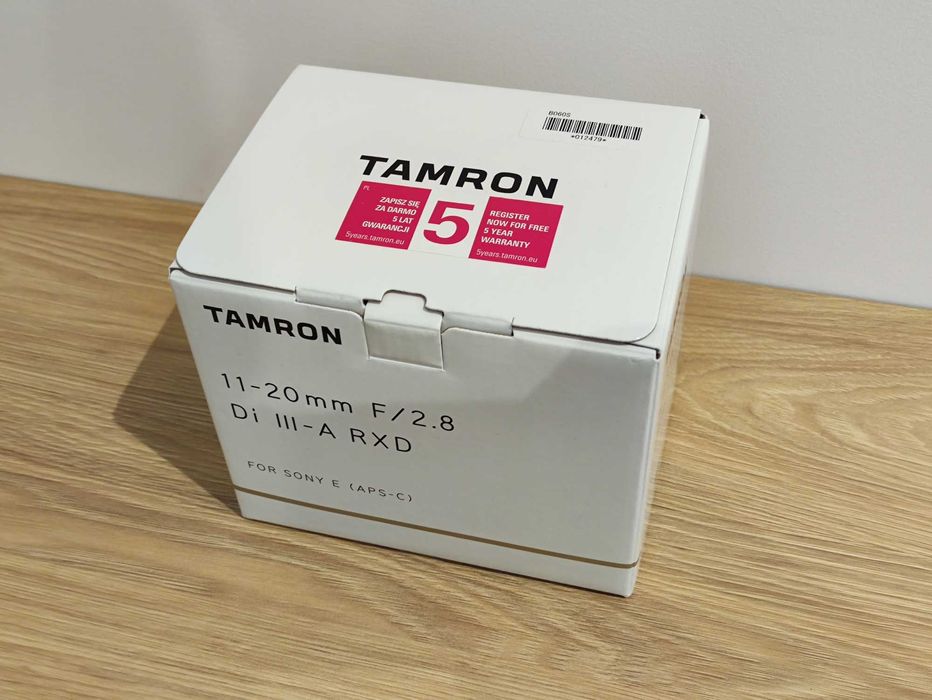 B060S
*012479*
TAMRON
PL
ZAPISZ SIĘ
ZA DARMO
5 LAT
GWARANCJI
5years.tamron.eu
5
REGISTER
NOW FOR FREE
5 YEAR
WARRANTY
5years.tamron.eu
TAMRON
11-20mm F/2.8
Di III-A RXD
FOR SONY E (APS-C)